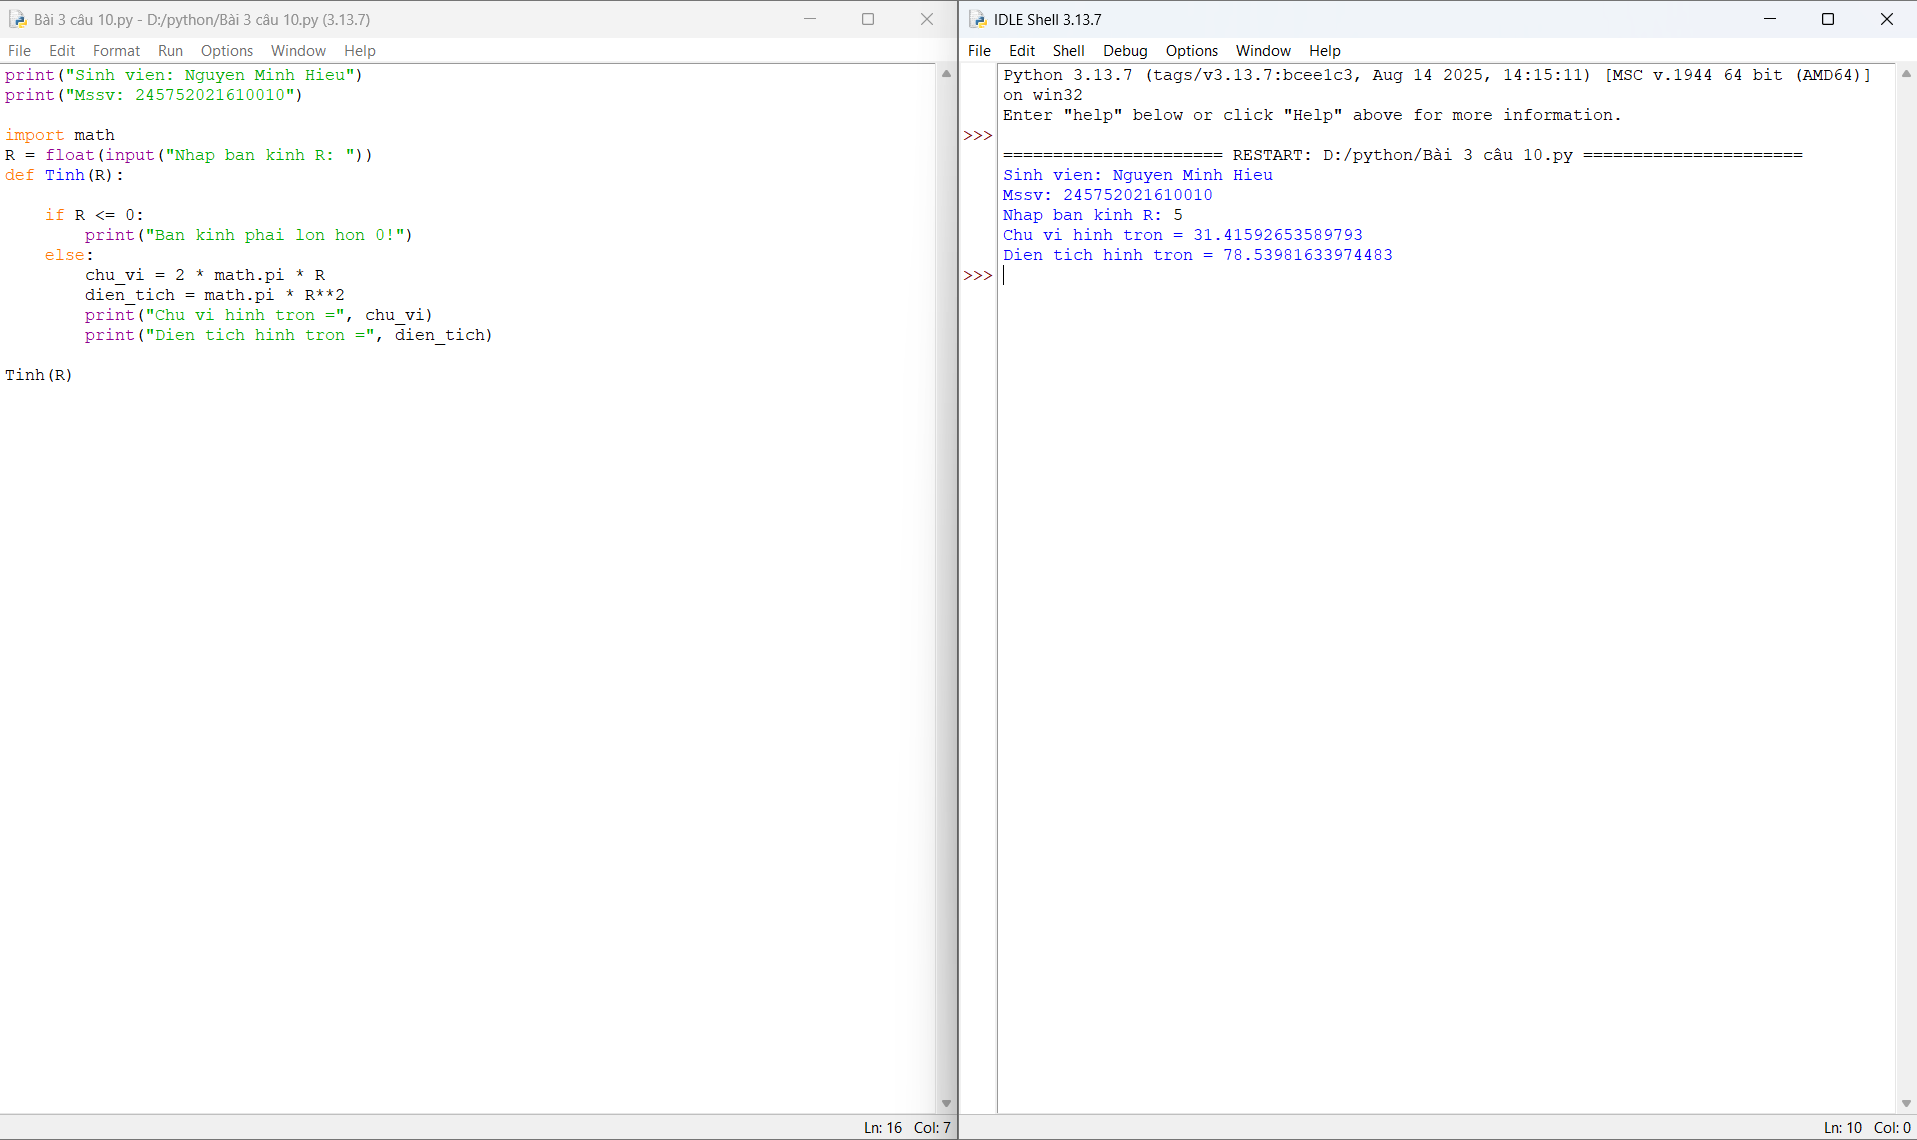 Bài 3 câu 10.py - D:/python/Bài 3 câu 10.py (3.13.7)
File Edit Format Run Options Window Help
print("Sinh vien: Nguyen Minh Hieu")
print("Mssv: 245752021610010")
import math
R = float(input("Nhap ban kinh R: "))
def Tinh(R):
    if R <= 0:
        print("Ban kinh phai lon hon 0!")
    else:
        chu_vi = 2 * math.pi * R
        dien_tich = math.pi * R**2
        print("Chu vi hinh tron =", chu_vi)
        print("Dien tich hinh tron =", dien_tich)
Tinh(R)
Ln: 16 Col: 7
IDLE Shell 3.13.7
File Edit Shell Debug Options Window Help
Python 3.13.7 (tags/v3.13.7:bcee1c3, Aug 14 2025, 14:15:11) [MSC v.1944 64 bit (AMD64)]
on win32
Enter "help" below or click "Help" above for more information.
>>>
====================== RESTART: D:/python/Bài 3 câu 10.py ======================
Sinh vien: Nguyen Minh Hieu
Mssv: 245752021610010
Nhap ban kinh R: 5
Chu vi hinh tron = 31.41592653589793
Dien tich hinh tron = 78.53981633974483
>>>
Ln: 10 Col: 0